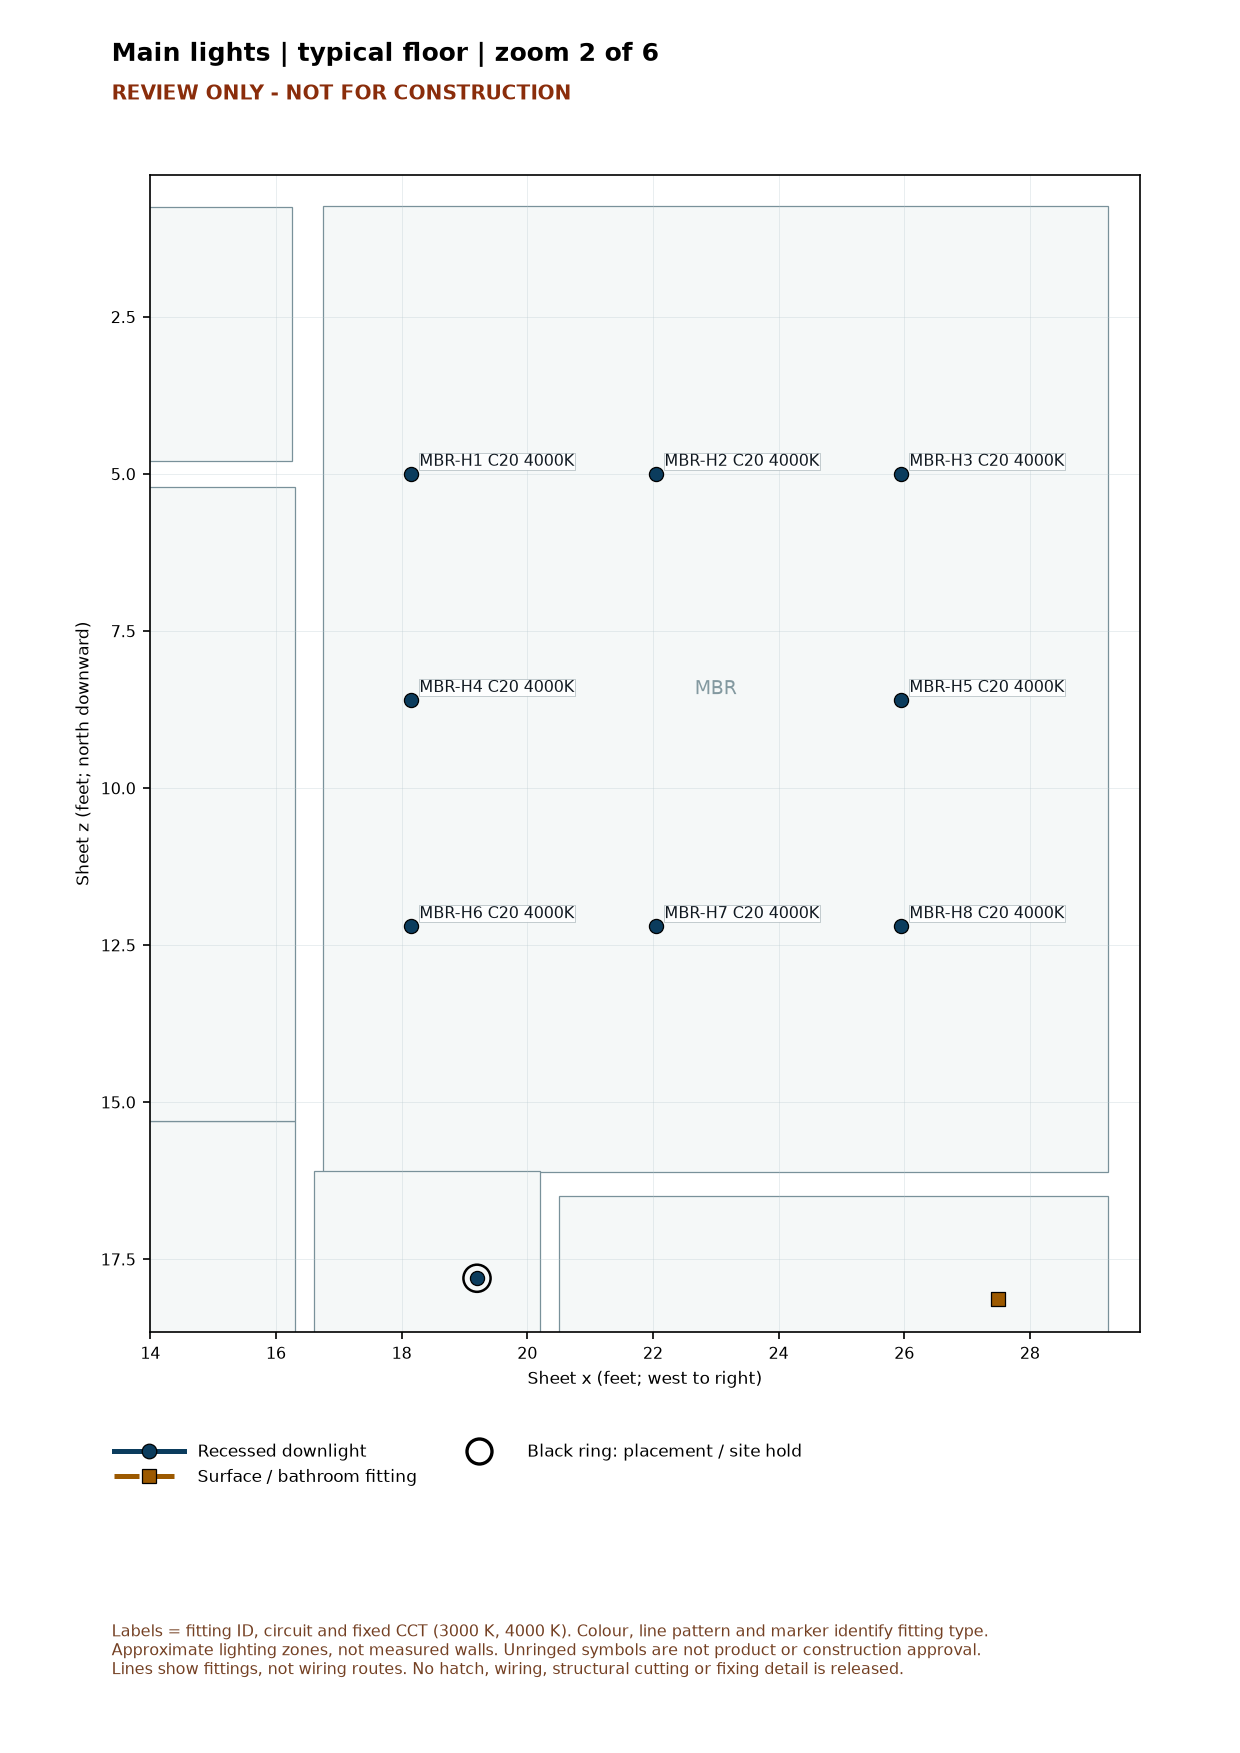 Main lights | typical floor | zoom 2 of 6
REVIEW ONLY - NOT FOR CONSTRUCTION
2.5
MBR-H1 C20 4000K MBR-H2 C20 4000K MBR-H3 C20 4000K
5.0
7.5
MBR-H4 C20 4000K MBR MBR-H5 C20 4000K
10.0
MBR-H6 C20 4000K MBR-H7 C20 4000K MBR-H8 C20 4000K
12.5
15.0
17.5
Sheet z (feet; north downward)
14 16 18 20 22 24 26 28
Sheet x (feet; west to right)
Recessed downlight Black ring: placement / site hold
Surface / bathroom fitting
Labels = fitting ID, circuit and fixed CCT (3000 K, 4000 K). Colour, line pattern and marker identify fitting type.
Approximate lighting zones, not measured walls. Unringed symbols are not product or construction approval.
Lines show fittings, not wiring routes. No hatch, wiring, structural cutting or fixing detail is released.